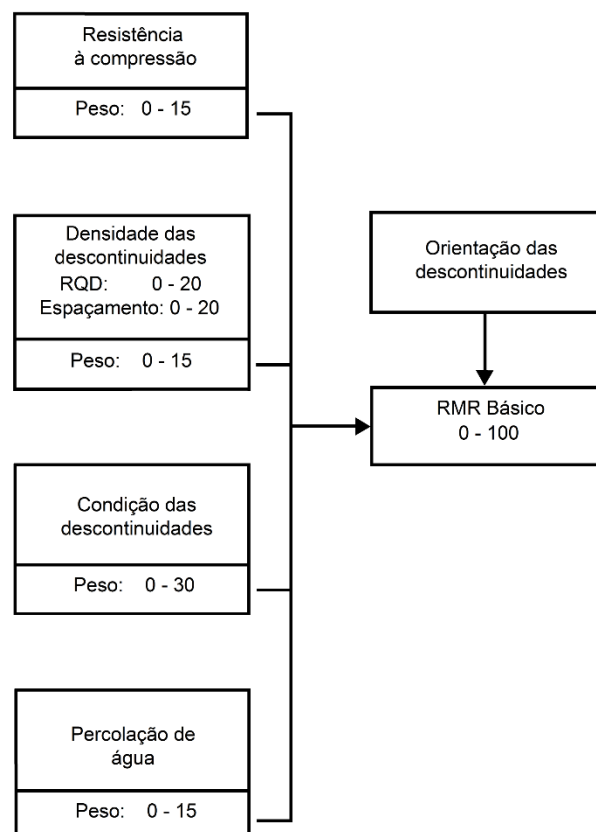 Resistência
à compressão
Peso: 0 - 15
Densidade das
descontinuidades
RQD: 0 - 20
Espaçamento: 0 - 20
Peso: 0 - 15
Condição das
descontinuidades
Peso: 0 - 30
Percolação de
água
Peso: 0 - 15
Orientação das
descontinuidades
RMR Básico
0 - 100